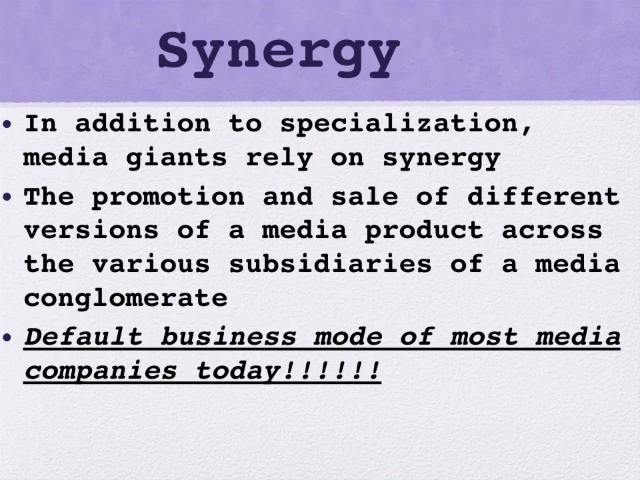 Synergy
• In addition to specialization,
media giants rely on synergy
• The promotion and sale of different
versions of a media product across
the various subsidiaries of a media
conglomerate
• Default business mode of most media
companies today!!!!!!